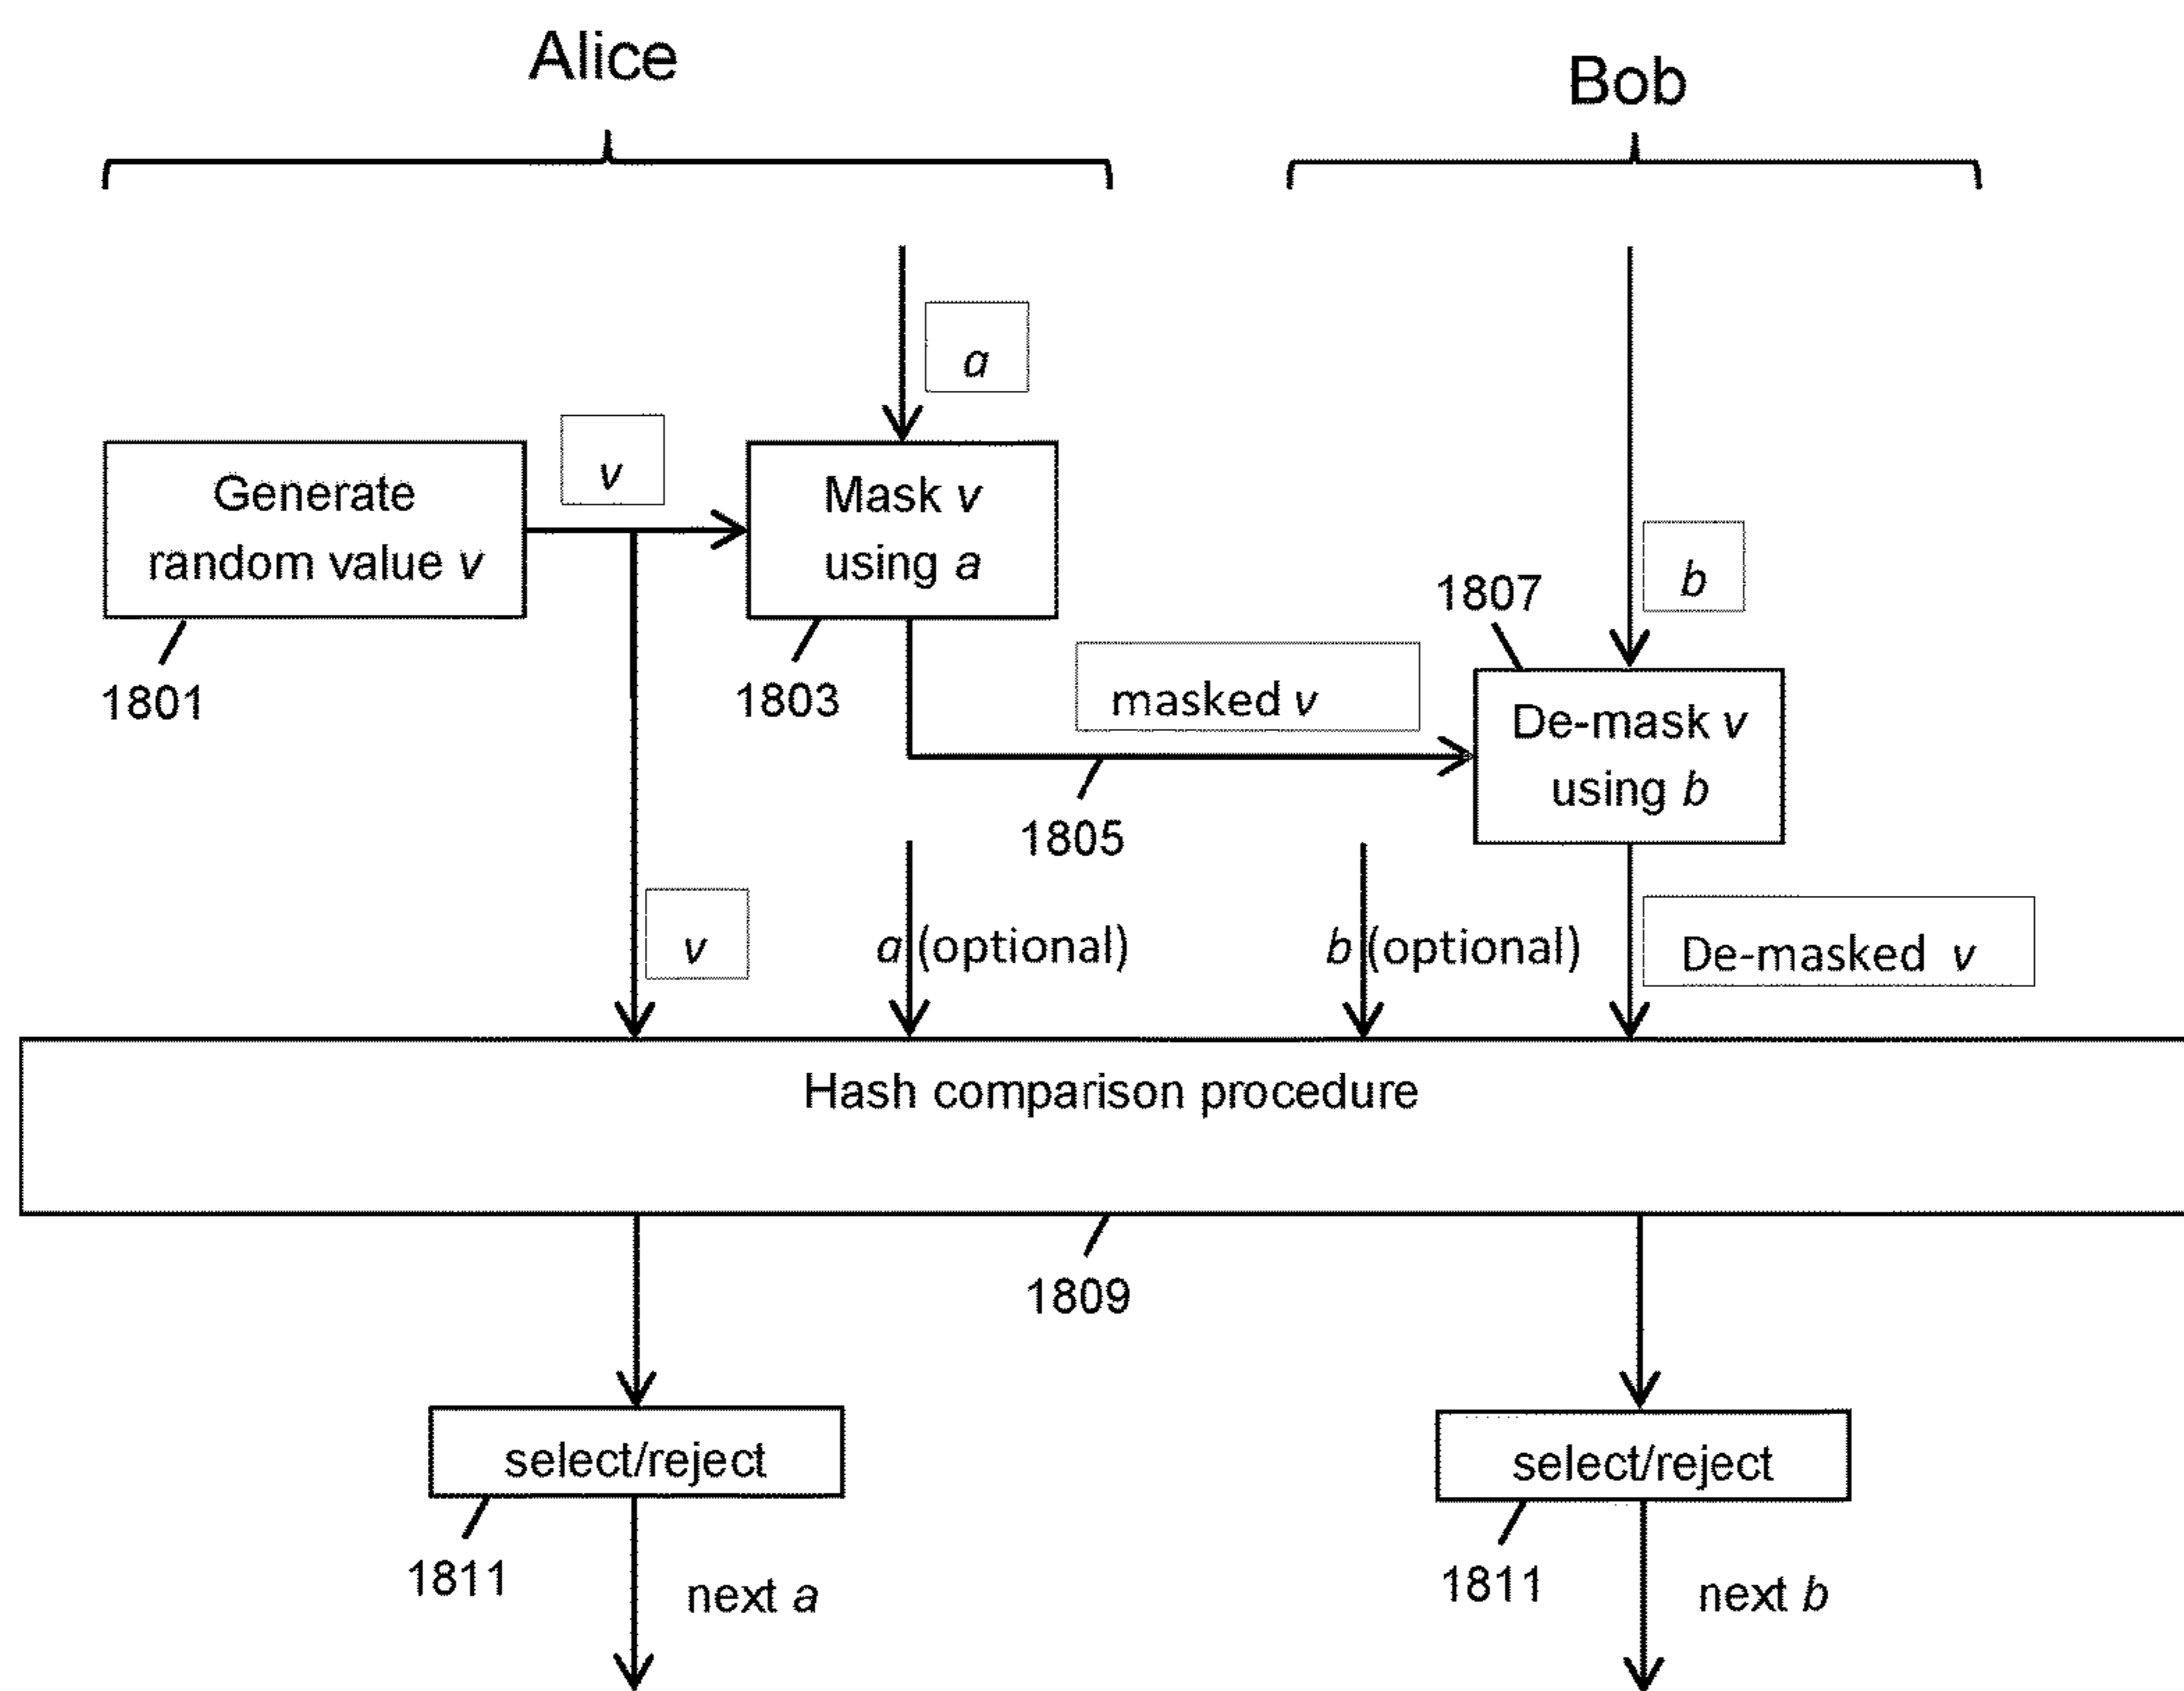 Alice
Bob
a
v
Generate
random value v
Mask v
using a
b
1807
1801
1803
masked v
De-mask v
using b
1805
v
a (optional)
b (optional)
De-masked v
Hash comparison procedure
1809
select/reject
select/reject
1811
next a
1811
next b